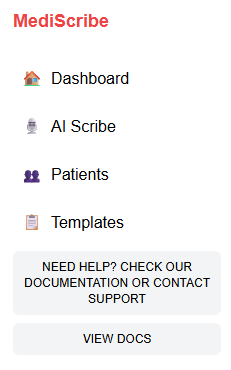 MediScribe
Dashboard
AI Scribe
Patients
Templates
NEED HELP? CHECK OUR
DOCUMENTATION OR CONTACT
SUPPORT
VIEW DOCS